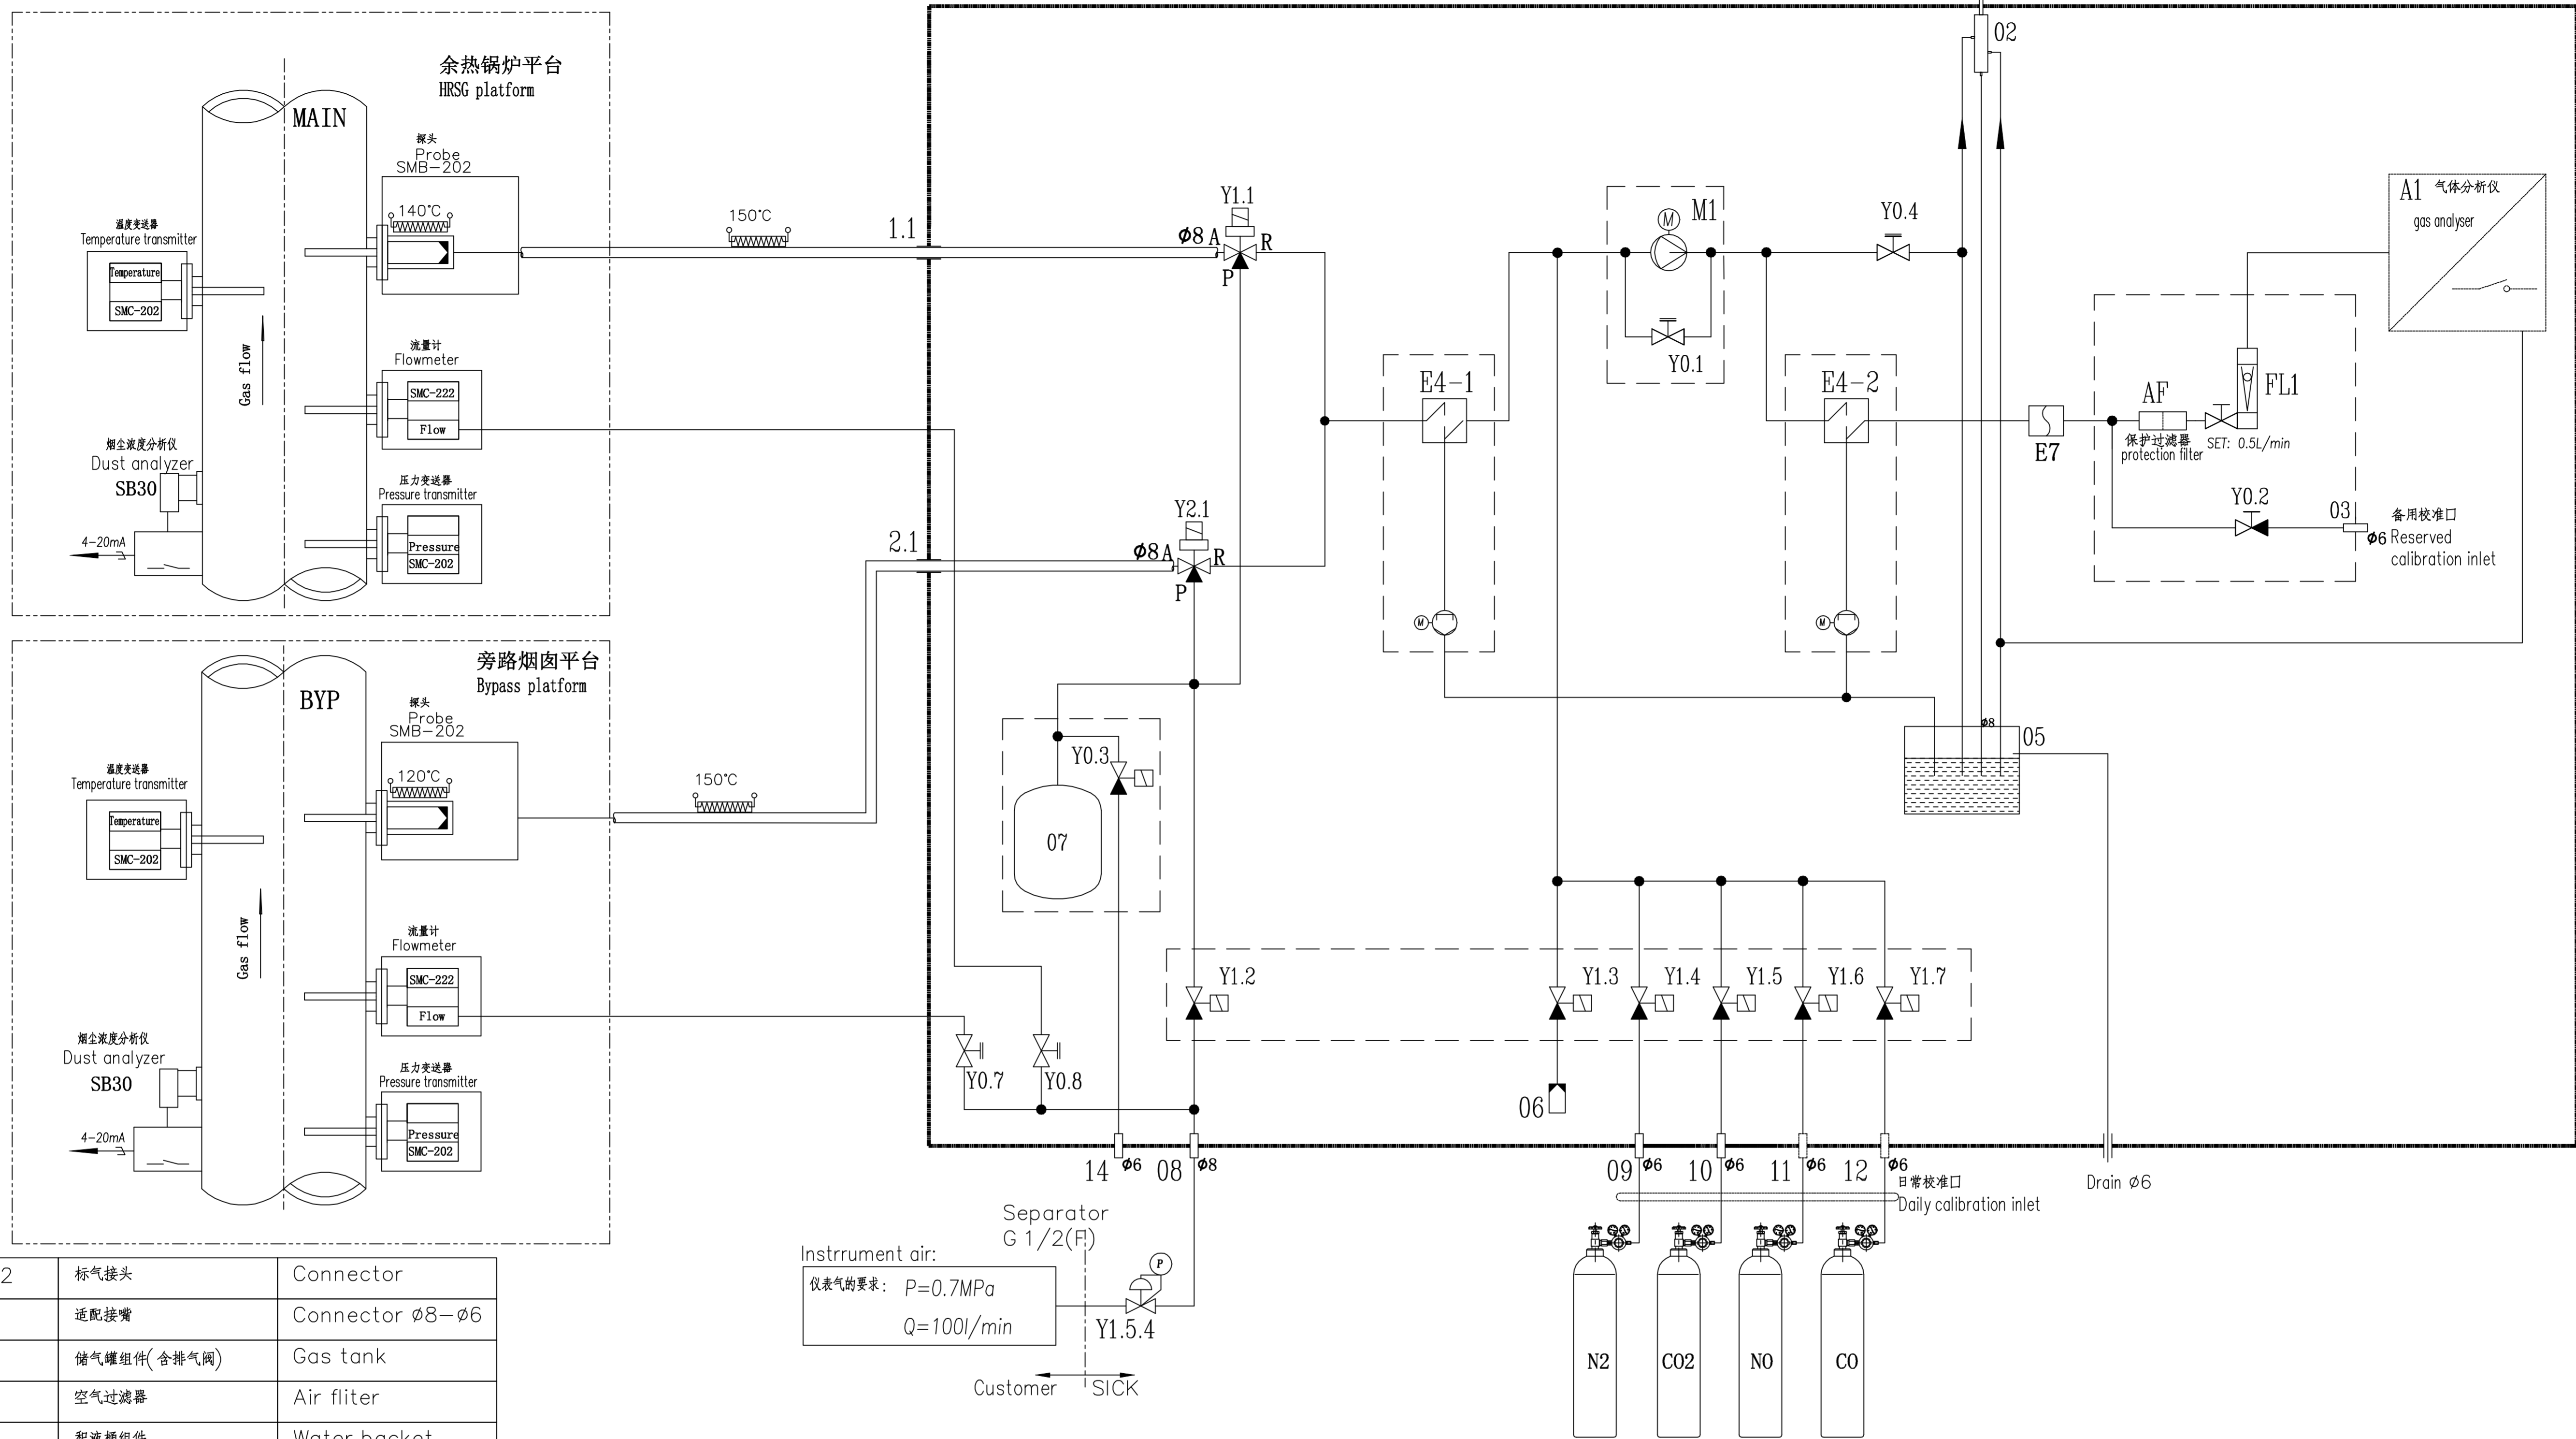 余热锅炉平台
HRSG platform
MAIN
探头
Probe
SMB-202
140°C
温度变送器
Temperature transmitter
Temperature
SMC-202
Gas flow
流量计
Flowmeter
SMC-222
Flow
烟尘浓度分析仪
Dust analyzer
SB30
4-20mA
压力变送器
Pressure transmitter
Pressure
SMC-202
150°C
旁路烟囱平台
Bypass platform
BYP
探头
Probe
SMB-202
120°C
温度变送器
Temperature transmitter
Temperature
SMC-202
Gas flow
流量计
Flowmeter
SMC-222
Flow
烟尘浓度分析仪
Dust analyzer
SB30
4-20mA
压力变送器
Pressure transmitter
Pressure
SMC-202
150°C
1.1
ø8 A
Y1.1
R
P
2.1
ø8 A
Y2.1
R
P
02
M1
M
Y0.1
Y0.4
E4-1
M
E4-2
M
E7
A1 气体分析仪
gas analyser
AF
保护过滤器
protection filter
FL1
SET: 0.5L/min
Y0.2
03
ø6
备用校准口
Reserved
calibration inlet
ø8
05
Y0.3
07
Y0.7
Y0.8
Y1.2
Y1.3
Y1.4
Y1.5
Y1.6
Y1.7
06
14 ø6
08 ø8
09 ø6
10 ø6
11 ø6
12 ø6
日常校准口
Daily calibration inlet
Drain ø6
Separator
G 1/2(F)
Instrrument air:
仪表气的要求: P=0.7MPa
Q=100l/min
P
Y1.5.4
Customer
SICK
N2
CO2
NO
CO
2 标气接头 Connector
适配接嘴 Connector ø8-ø6
储气罐组件(含排气阀) Gas tank
空气过滤器 Air fliter
积液桶组件 Water backet